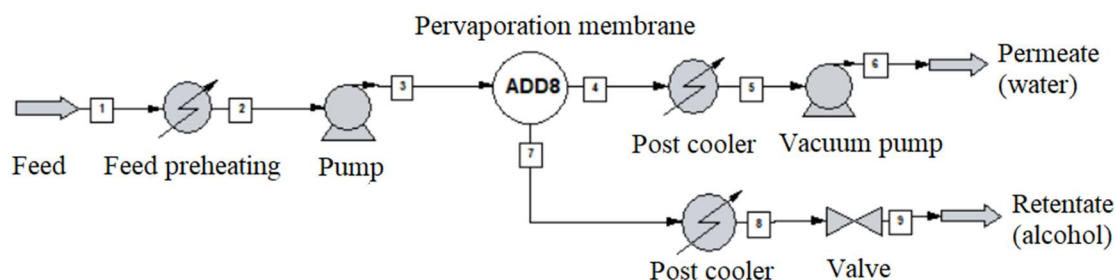 Pervaporation membrane
Permeate
(water)
1
2
3
ADD8
4
5
6
Feed
Feed preheating
Pump
7
Post cooler
Vacuum pump
8
9
Retentate
(alcohol)
Post cooler
Valve